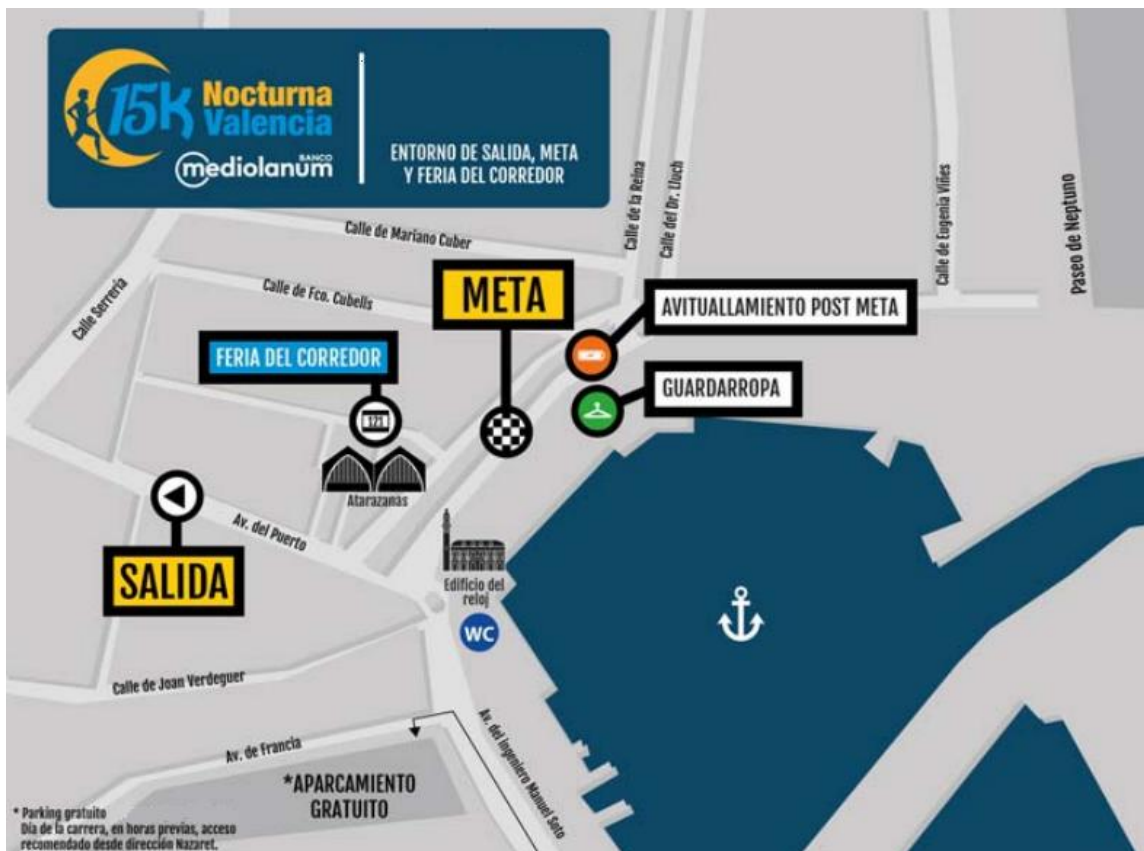 15K Nocturna
Valencia
BANCO
mediolanum
ENTORNO DE SALIDA, META
Y FERIA DEL CORREDOR
Calle de la Reina
Calle del Dr. Lluch
Calle de Eugenia Viñes
Paseo de Neptuno
Calle de Mariano Cuber
Calle Serrería
Calle de Fco. Cubells
META
AVITUALLAMIENTO POST META
FERIA DEL CORREDOR
GUARDARROPA
121
Atarazanas
Av. del Puerto
SALIDA
Edificio del
reloj
WC
Calle de Joan Verdeguer
Av. de Francia
Av. del Ingeniero Manuel Soto
*APARCAMIENTO
GRATUITO
* Parking gratuito
Día de la carrera, en horas previas, acceso
recomendado desde dirección Nazaret.